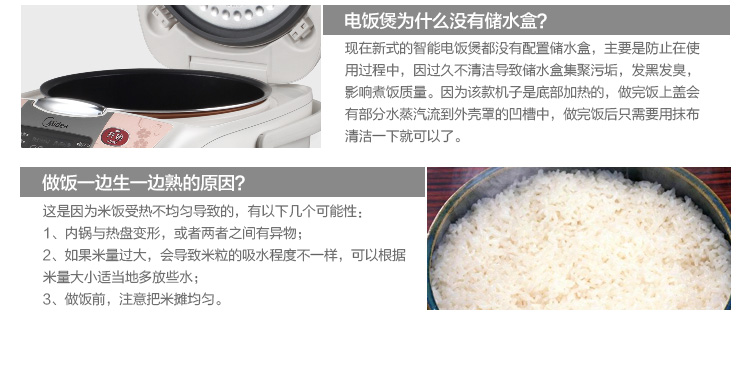 电饭煲为什么没有储水盒?
现在新式的智能电饭煲都没有配置储水盒，主要是防止在使
用过程中，因过久不清洁导致储水盒集聚污垢，发黑发臭，
影响煮饭质量。因为该款机子是底部加热的，做完饭上盖会
有部分水蒸汽流到外壳罩的凹槽中，做完饭后只需要用抹布
清洁一下就可以了。
Midea
做饭一边生一边熟的原因?
这是因为米饭受热不均匀导致的，有以下几个可能性；
1、内锅与热盘变形，或者两者之间有异物；
2、如果米量过大，会导致米粒的吸水程度不一样，可以根据
米量大小适当地多放些水；
3、做饭前，注意把米摊均匀。